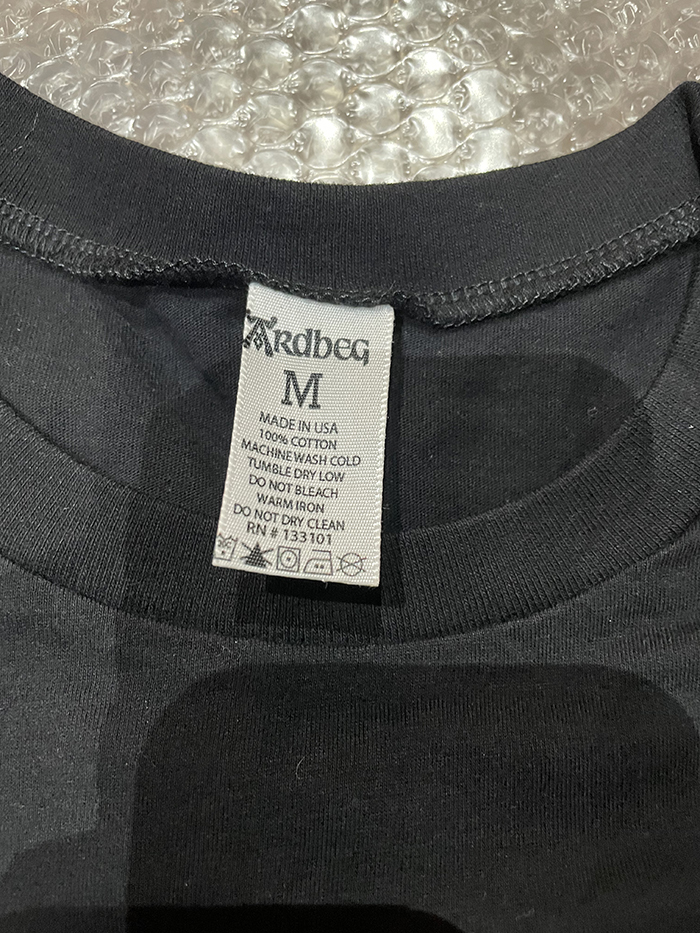 Ardbeg
M
MADE IN USA
100% COTTON
MACHINE WASH COLD
TUMBLE DRY LOW
DO NOT BLEACH
WARM IRON
DO NOT DRY CLEAN
RN # 133101